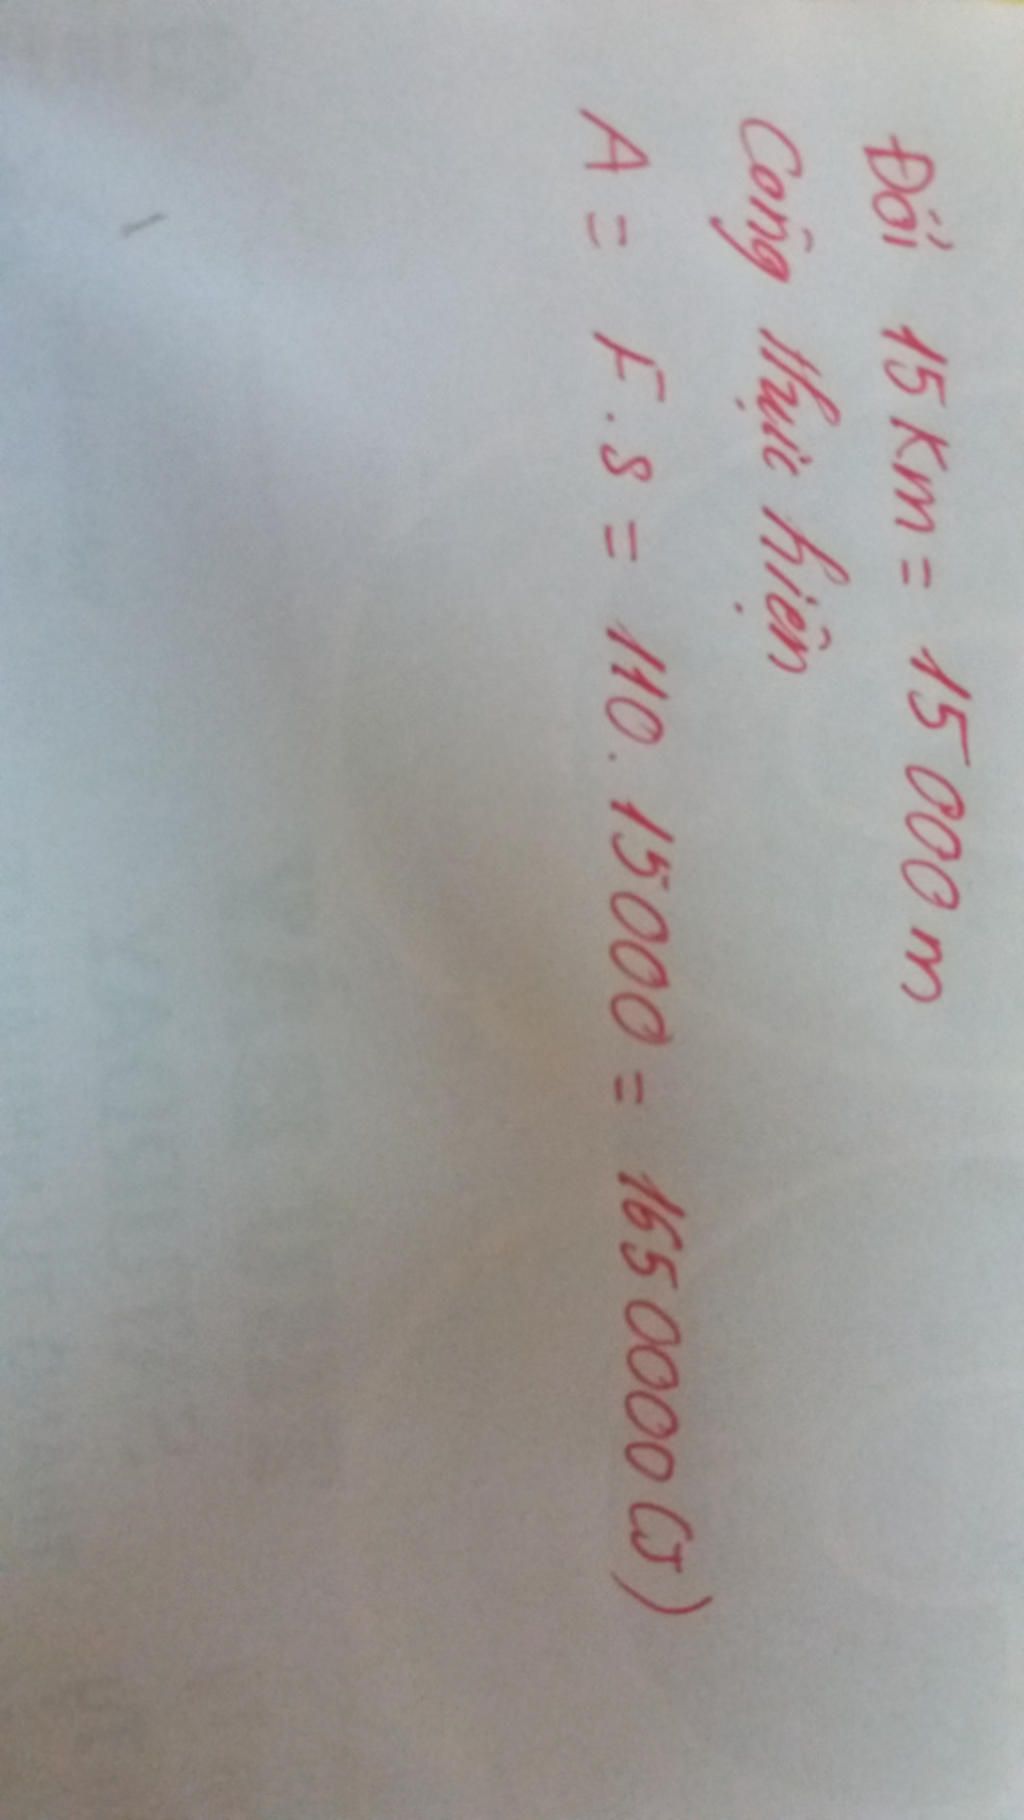 Đổi 15 Km = 15 000 m
Công thực hiện
A = F.s = 110. 15000 = 1650000 (J)